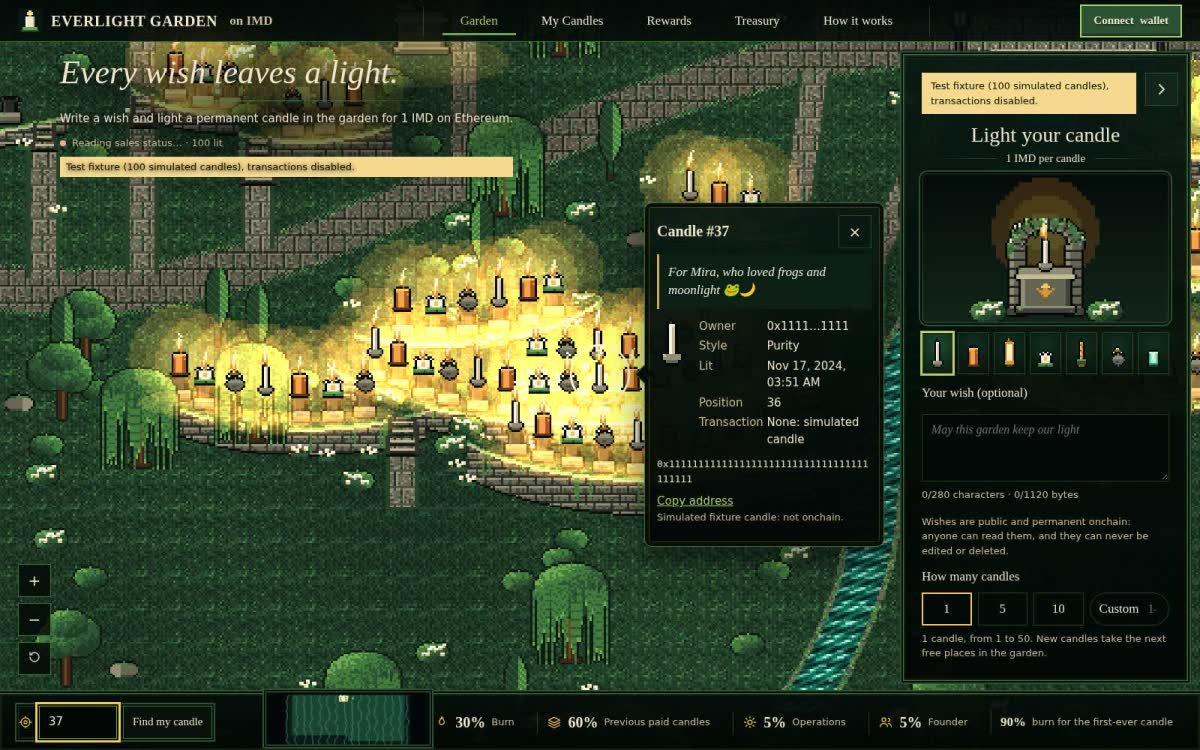 EVERLIGHT GARDEN on IMD
Garden
My Candles
Rewards
Treasury
How it works
Connect wallet
Every wish leaves a light.
Write a wish and light a permanent candle in the garden for 1 IMD on Ethereum.
Reading sales status... · 100 lit
Test fixture (100 simulated candles), transactions disabled.
Candle #37
×
For Mira, who loved frogs and
moonlight 🐸🌙
Owner 0x1111...1111
Style Purity
Lit Nov 17, 2024,
03:51 AM
Position 36
Transaction None: simulated
candle
0x1111111111111111111111111111111111
111111
Copy address
Simulated fixture candle: not onchain.
Test fixture (100 simulated candles),
transactions disabled.
Light your candle
1 IMD per candle
Your wish (optional)
May this garden keep our light
0/280 characters · 0/1120 bytes
Wishes are public and permanent onchain:
anyone can read them, and they can never be
edited or deleted.
How many candles
1
5
10
Custom 1-
1 candle, from 1 to 50. New candles take the next
free places in the garden.
+
−
37
Find my candle
30% Burn
60% Previous paid candles
5% Operations
5% Founder
90% burn for the first-ever candle